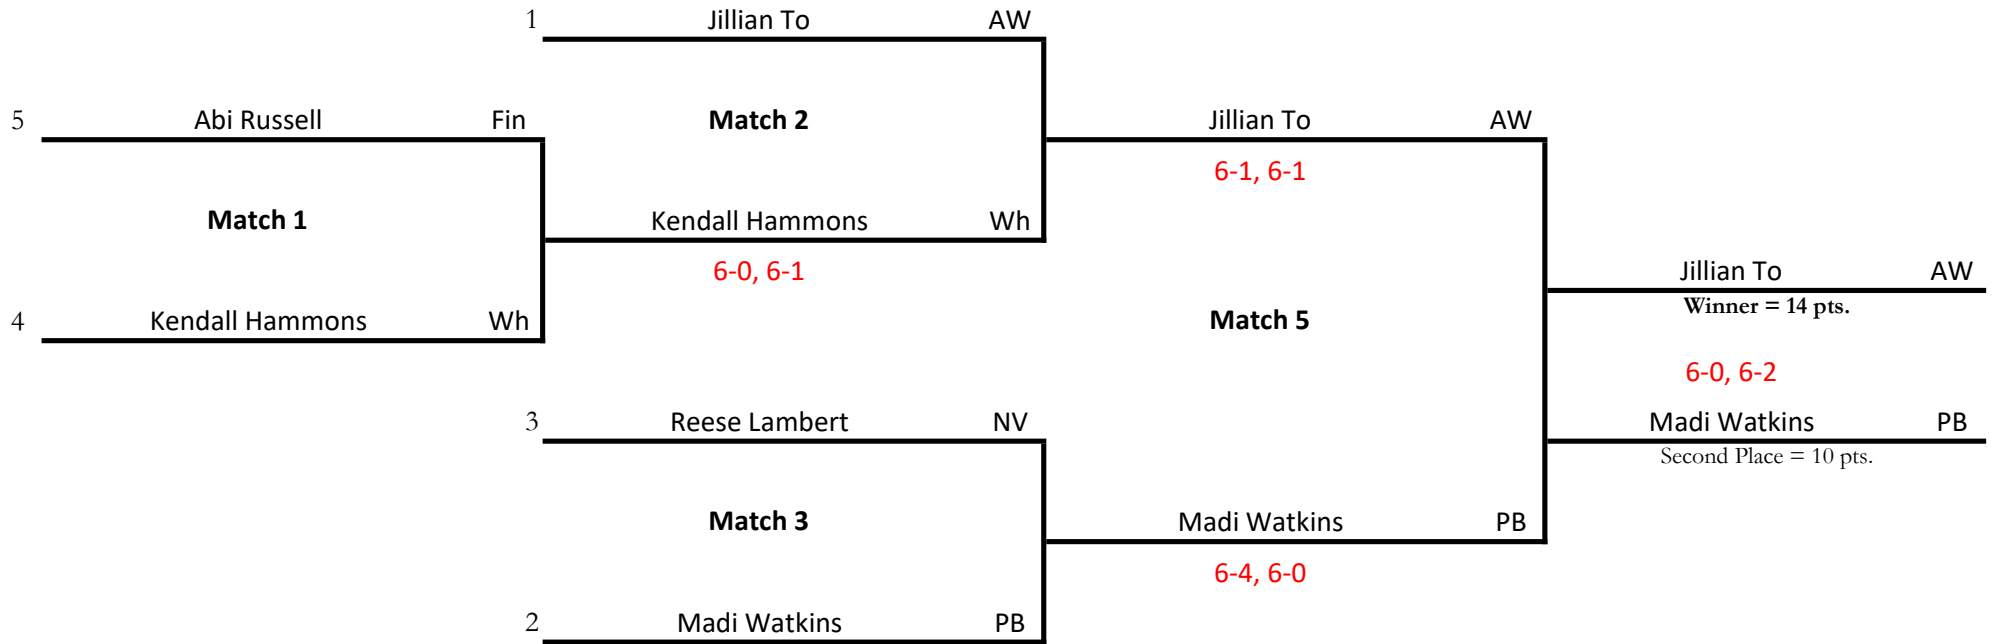 1 Jillian To AW
5 Abi Russell Fin Match 2 Jillian To AW
6-1, 6-1
Match 1 Kendall Hammons Wh
6-0, 6-1 Jillian To AW
Winner = 14 pts.
4 Kendall Hammons Wh Match 5
6-0, 6-2
3 Reese Lambert NV Madi Watkins PB
Second Place = 10 pts.
Match 3 Madi Watkins PB
6-4, 6-0
2 Madi Watkins PB